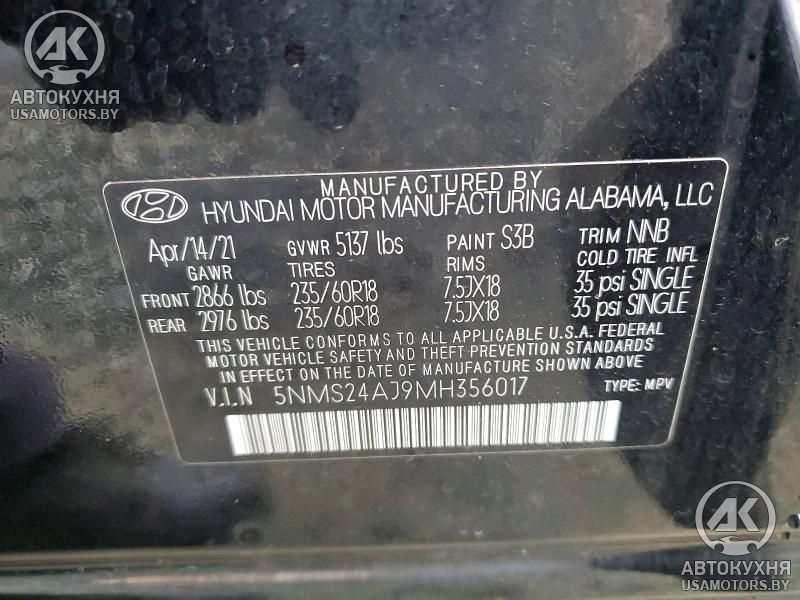 AK
АВТОКУХНЯ
USAMOTORS.BY
MANUFACTURED BY
HYUNDAI MOTOR MANUFACTURING ALABAMA, LLC
Apr/14/21 GVWR 5137 lbs PAINT S3B TRIM NNB
GAWR TIRES RIMS COLD TIRE INFL
FRONT 2866 lbs 235/60R18 7.5JX18 35 psi SINGLE
REAR 2976 lbs 235/60R18 7.5JX18 35 psi SINGLE
THIS VEHICLE CONFORMS TO ALL APPLICABLE U.S.A. FEDERAL
MOTOR VEHICLE SAFETY AND THEFT PREVENTION STANDARDS
IN EFFECT ON THE DATE OF MANUFACTURE SHOWN ABOVE.
V.I.N 5NMS24AJ9MH356017 TYPE: MPV
AK
АВТОКУХНЯ
USAMOTORS.BY